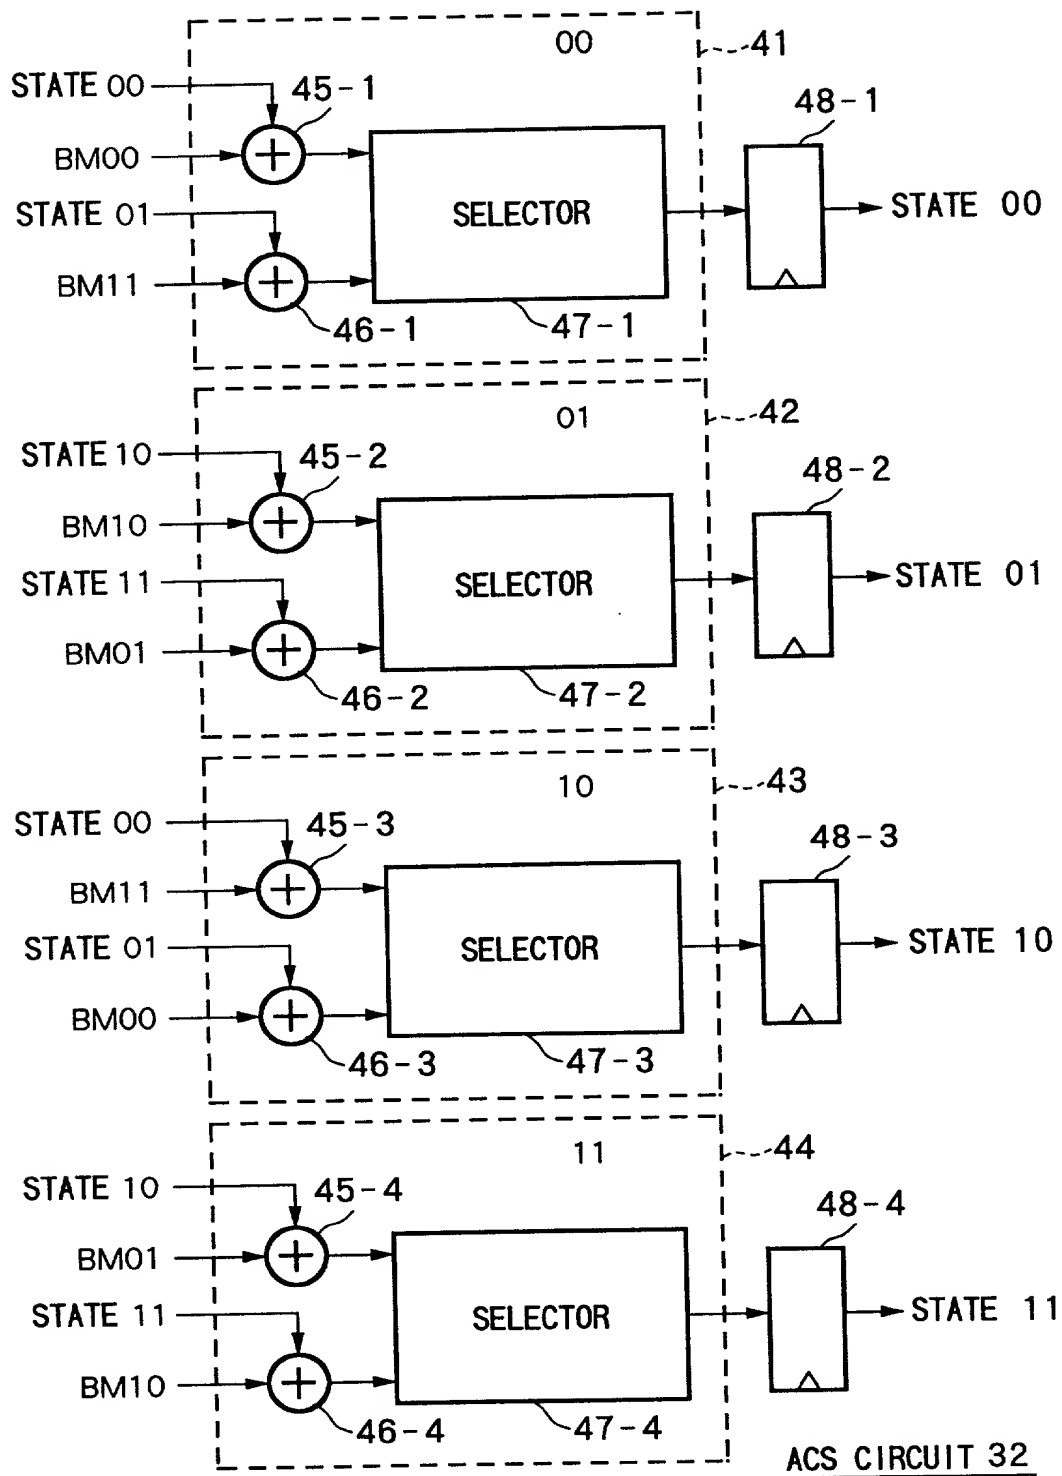 00
41
STATE 00
45-1
48-1
BM00
STATE 01
SELECTOR
STATE 00
BM11
46-1
47-1
01
42
STATE 10
45-2
48-2
BM10
STATE 11
SELECTOR
STATE 01
BM01
46-2
47-2
10
43
STATE 00
45-3
48-3
BM11
STATE 01
SELECTOR
STATE 10
BM00
46-3
47-3
11
44
STATE 10
45-4
48-4
BM01
STATE 11
SELECTOR
STATE 11
BM10
46-4
47-4
ACS CIRCUIT 32